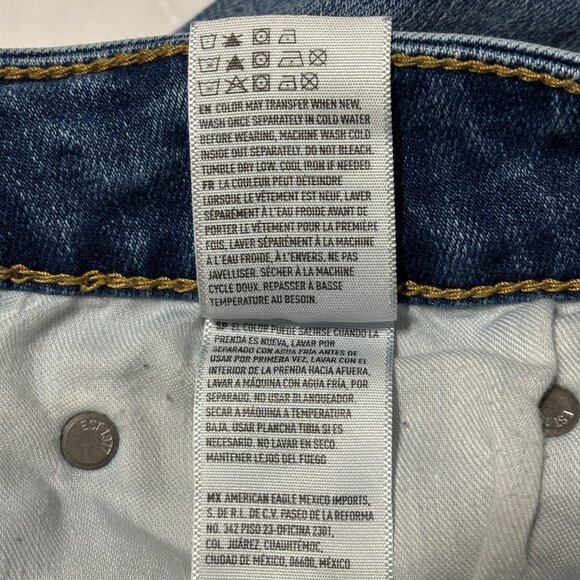 EN COLOR MAY TRANSFER WHEN NEW,
WASH ONCE SEPARATELY IN COLD WATER
BEFORE WEARING, MACHINE WASH COLD
INSIDE OUT SEPARATELY. DO NOT BLEACH.
TUMBLE DRY LOW. COOL IRON IF NEEDED
FR LA COULEUR PEUT DÉTEINDRE
LORSQUE LE VÊTEMENT EST NEUF, LAVER
SÉPARÉMENT À L'EAU FROIDE AVANT DE
PORTER LE VÊTEMENT POUR LA PREMIÈRE
FOIS, LAVER SÉPARÉMENT À LA MACHINE
A L'EAU FROIDE, À L'ENVERS. NE PAS
JAVELLISER. SÉCHER À LA MACHINE
CYCLE DOUX. REPASSER À BASSE
TEMPÉRATURE AU BESOIN.
SP EL COLOR PUEDE SALIRSE CUANDO LA
PRENDA ES NUEVA, LAVAR POR
SEPARADO CON AGUA FRÍA ANTES DE
USAR POR PRIMERA VEZ, LAVAR CON EL
INTERIOR DE LA PRENDA HACIA AFUERA,
LAVAR A MÁQUINA CON AGUA FRÍA, POR
SEPARADO. NO USAR BLANQUEADOR
SECAR A MÁQUINA A TEMPERATURA
BAJA. USAR PLANCHA TIBIA SI ES
NECESARIO. NO LAVAR EN SECO
MANTENER LEJOS DEL FUEGO
MX AMERICAN EAGLE MEXICO IMPORTS,
S. DE R.L. DE C.V. PASEO DE LA REFORMA
NO. 342 PISO 23-OFICINA 2301,
COL. JUÁREZ, CUAUHTÉMOC,
CIUDAD DE MÉXICO, 06600, MÉXICO
EST 1977
EST